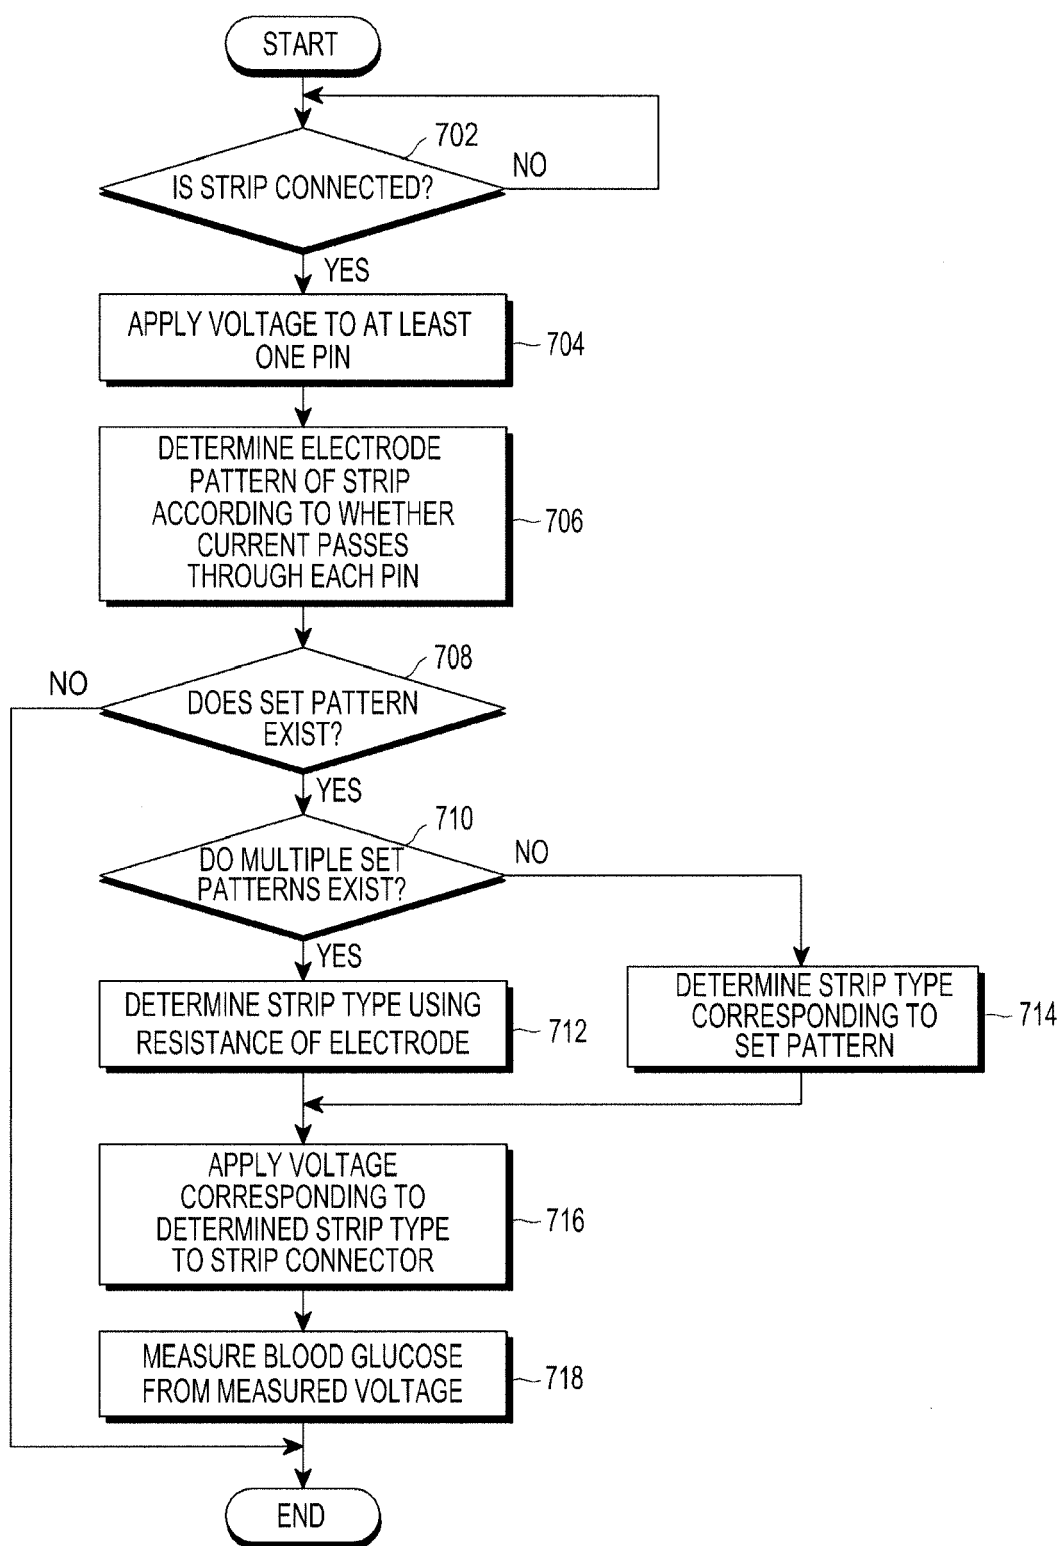 START
702
IS STRIP CONNECTED?
NO
YES
APPLY VOLTAGE TO AT LEAST
ONE PIN
704
DETERMINE ELECTRODE
PATTERN OF STRIP
ACCORDING TO WHETHER
CURRENT PASSES
THROUGH EACH PIN
706
708
NO
DOES SET PATTERN
EXIST?
YES
710
DO MULTIPLE SET
PATTERNS EXIST?
NO
YES
DETERMINE STRIP TYPE USING
RESISTANCE OF ELECTRODE
712
DETERMINE STRIP TYPE
CORRESPONDING TO
SET PATTERN
714
APPLY VOLTAGE
CORRESPONDING TO
DETERMINED STRIP TYPE
TO STRIP CONNECTOR
716
MEASURE BLOOD GLUCOSE
FROM MEASURED VOLTAGE
718
END